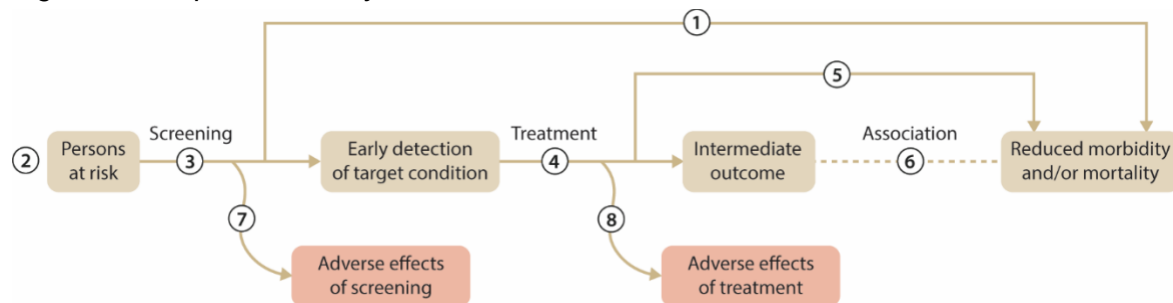 1
5
Screening
Treatment
Association
2
Persons
at risk
3
Early detection
of target condition
4
Intermediate
outcome
6
Reduced morbidity
and/or mortality
7
8
Adverse effects
of screening
Adverse effects
of treatment